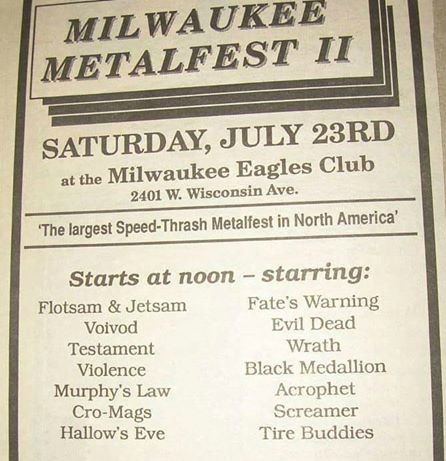 MILWAUKEE
METALFEST II
SATURDAY, JULY 23RD
at the Milwaukee Eagles Club
2401 W. Wisconsin Ave.
'The largest Speed-Thrash Metalfest in North America'
Starts at noon – starring:
Flotsam & Jetsam
Voivod
Testament
Violence
Murphy's Law
Cro-Mags
Hallow's Eve
Fate's Warning
Evil Dead
Wrath
Black Medallion
Acrophet
Screamer
Tire Buddies